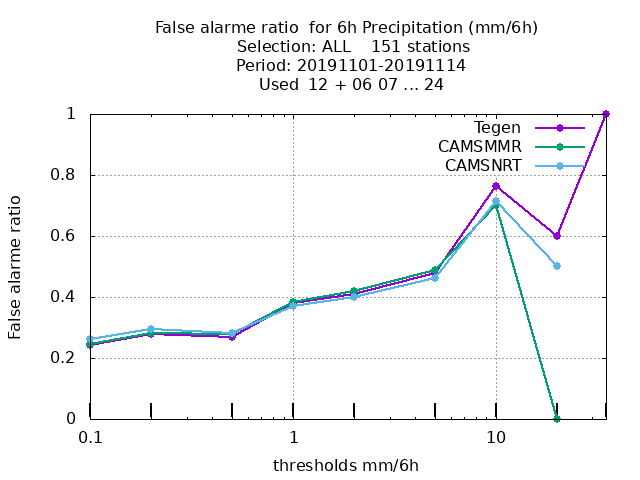 False alarme ratio  for 6h Precipitation (mm/6h)
Selection: ALL    151 stations
Period: 20191101-20191114
Used  12 + 06 07 ... 24
1
0.8
0.6
0.4
0.2
0
False alarme ratio
Tegen
CAMSMMR
CAMSNRT
0.1
1
10
thresholds mm/6h